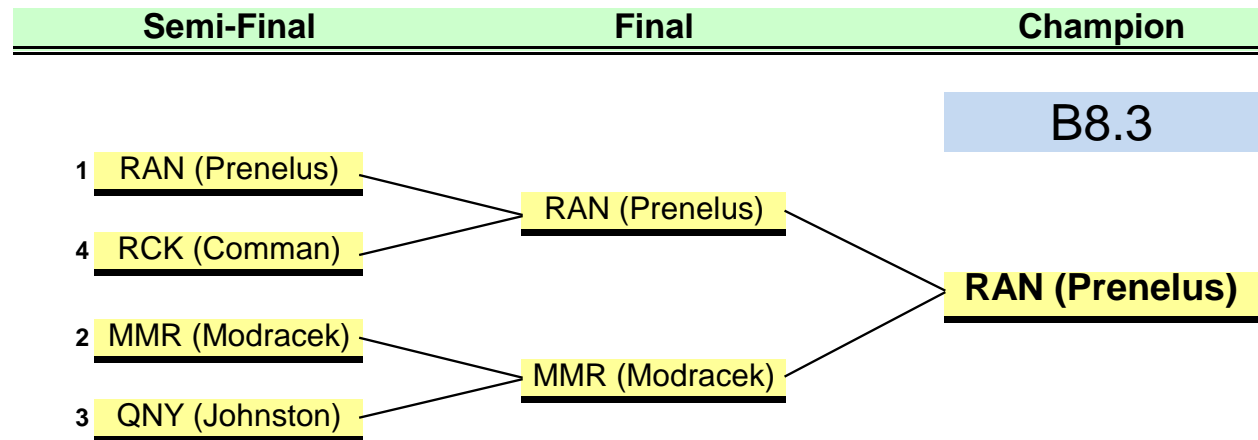 Semi-Final Final Champion
B8.3
1 RAN (Prenelus)
RAN (Prenelus)
4 RCK (Comman)
RAN (Prenelus)
2 MMR (Modracek)
MMR (Modracek)
3 QNY (Johnston)